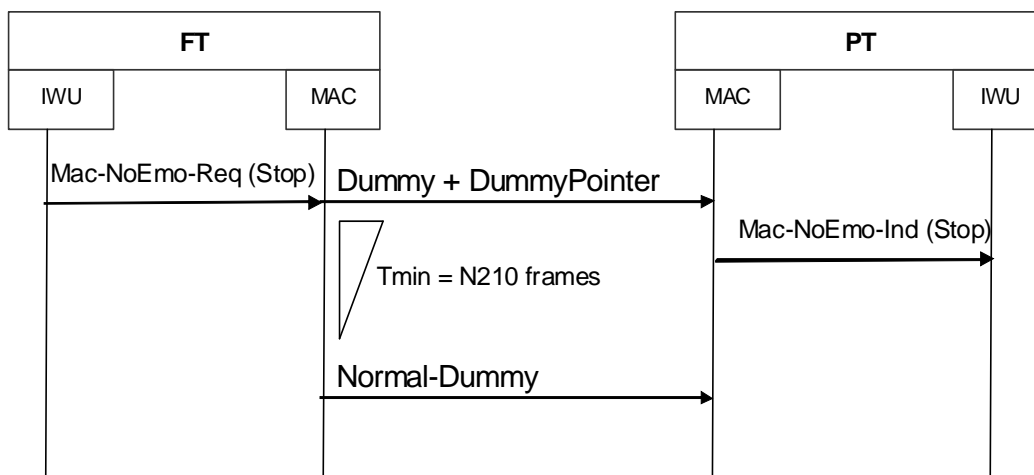 FT
PT
IWU
MAC
MAC
IWU
Mac-NoEmo-Req (Stop)
Dummy + DummyPointer
Mac-NoEmo-Ind (Stop)
Tmin = N210 frames
Normal-Dummy